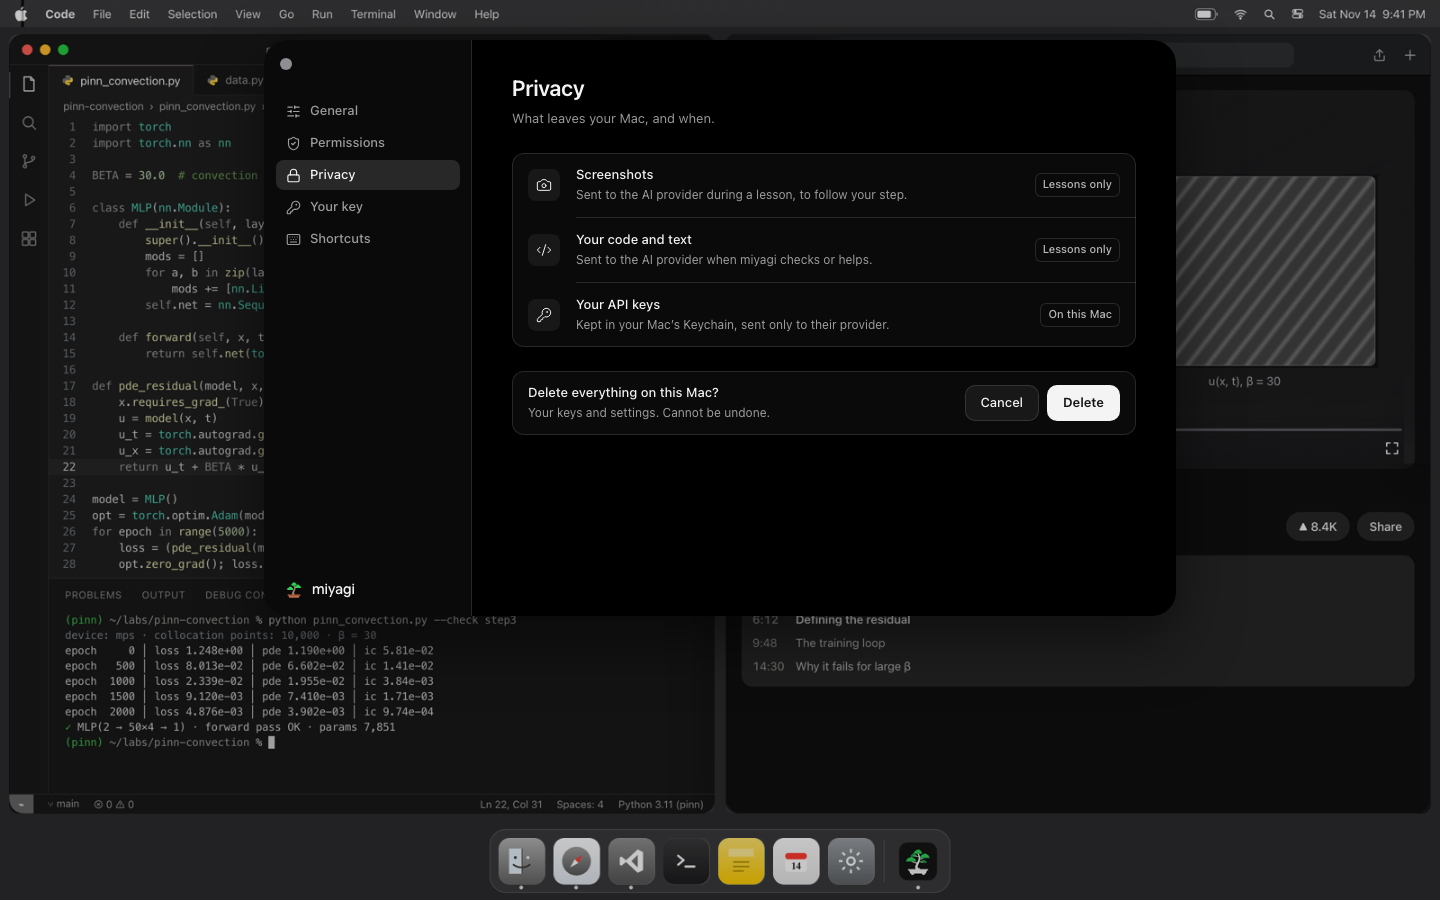 Code File Edit Selection View Go Run Terminal Window Help
Sat Nov 14 9:41 PM
pinn_convection.py
data.py
pinn-convection › pinn_convection.py ›
1 import torch
2 import torch.nn as nn
3
4 BETA = 30.0 # convection
5
6 class MLP(nn.Module):
7 def __init__(self, lay
8 super().__init__()
9 mods = []
10 for a, b in zip(la
11 mods += [nn.Li
12 self.net = nn.Sequ
13
14 def forward(self, x, t
15 return self.net(to
16
17 def pde_residual(model, x,
18 x.requires_grad_(True)
19 u = model(x, t)
20 u_t = torch.autograd.g
21 u_x = torch.autograd.g
22 return u_t + BETA * u_
23
24 model = MLP()
25 opt = torch.optim.Adam(mod
26 for epoch in range(5000):
27 loss = (pde_residual(m
28 opt.zero_grad(); loss.
PROBLEMS OUTPUT DEBUG CON
(pinn) ~/labs/pinn-convection % python pinn_convection.py --check step3
device: mps · collocation points: 10,000 · β = 30
epoch 0 | loss 1.248e+00 | pde 1.190e+00 | ic 5.81e-02
epoch 500 | loss 8.013e-02 | pde 6.602e-02 | ic 1.41e-02
epoch 1000 | loss 2.339e-02 | pde 1.955e-02 | ic 3.84e-03
epoch 1500 | loss 9.120e-03 | pde 7.410e-03 | ic 1.71e-03
epoch 2000 | loss 4.876e-03 | pde 3.902e-03 | ic 9.74e-04
✓ MLP(2 → 50×4 → 1) · forward pass OK · params 7,851
(pinn) ~/labs/pinn-convection %
main 0 0
Ln 22, Col 31 Spaces: 4 Python 3.11 (pinn)
General
Permissions
Privacy
Your key
Shortcuts
miyagi
Privacy
What leaves your Mac, and when.
Screenshots
Sent to the AI provider during a lesson, to follow your step.
Lessons only
Your code and text
Sent to the AI provider when miyagi checks or helps.
Lessons only
Your API keys
Kept in your Mac's Keychain, sent only to their provider.
On this Mac
Delete everything on this Mac?
Your keys and settings. Cannot be undone.
Cancel
Delete
u(x, t), β = 30
8.4K
Share
6:12 Defining the residual
9:48 The training loop
14:30 Why it fails for large β
14